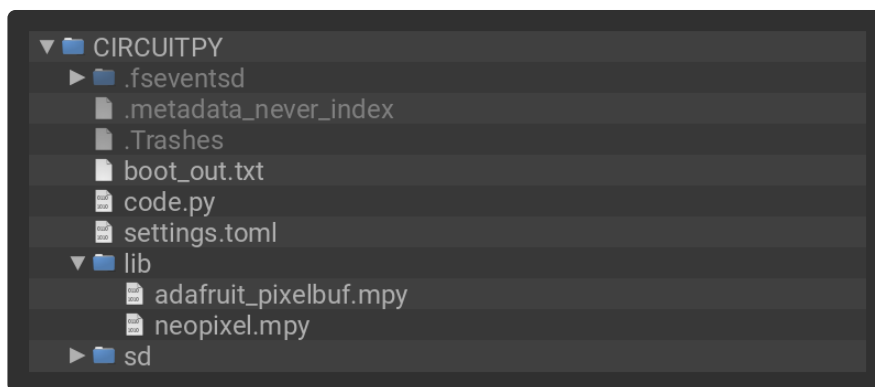 CIRCUITPY
.fseventsd
.metadata_never_index
.Trashes
boot_out.txt
code.py
settings.toml
lib
adafruit_pixelbuf.mpy
neopixel.mpy
sd